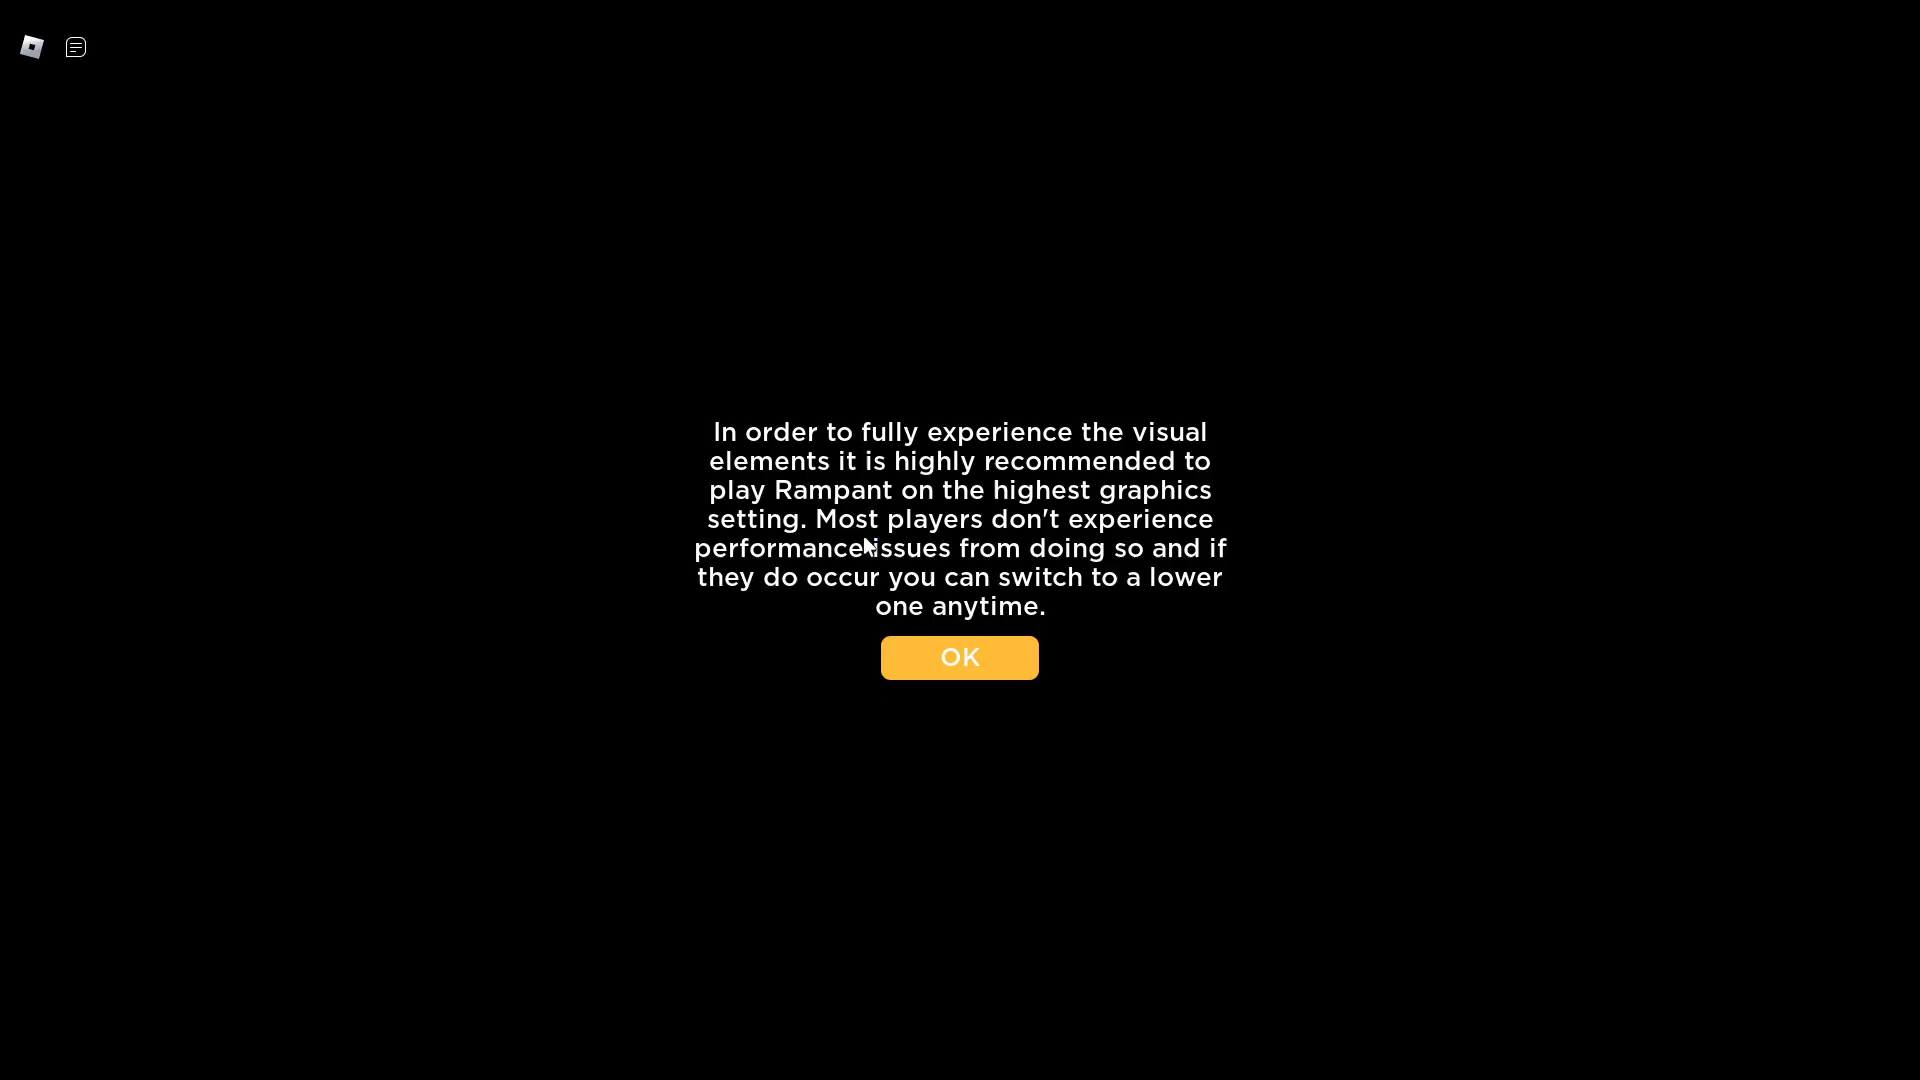 In order to fully experience the visual
elements it is highly recommended to
play Rampant on the highest graphics
setting. Most players don't experience
performance issues from doing so and if
they do occur you can switch to a lower
one anytime.
OK